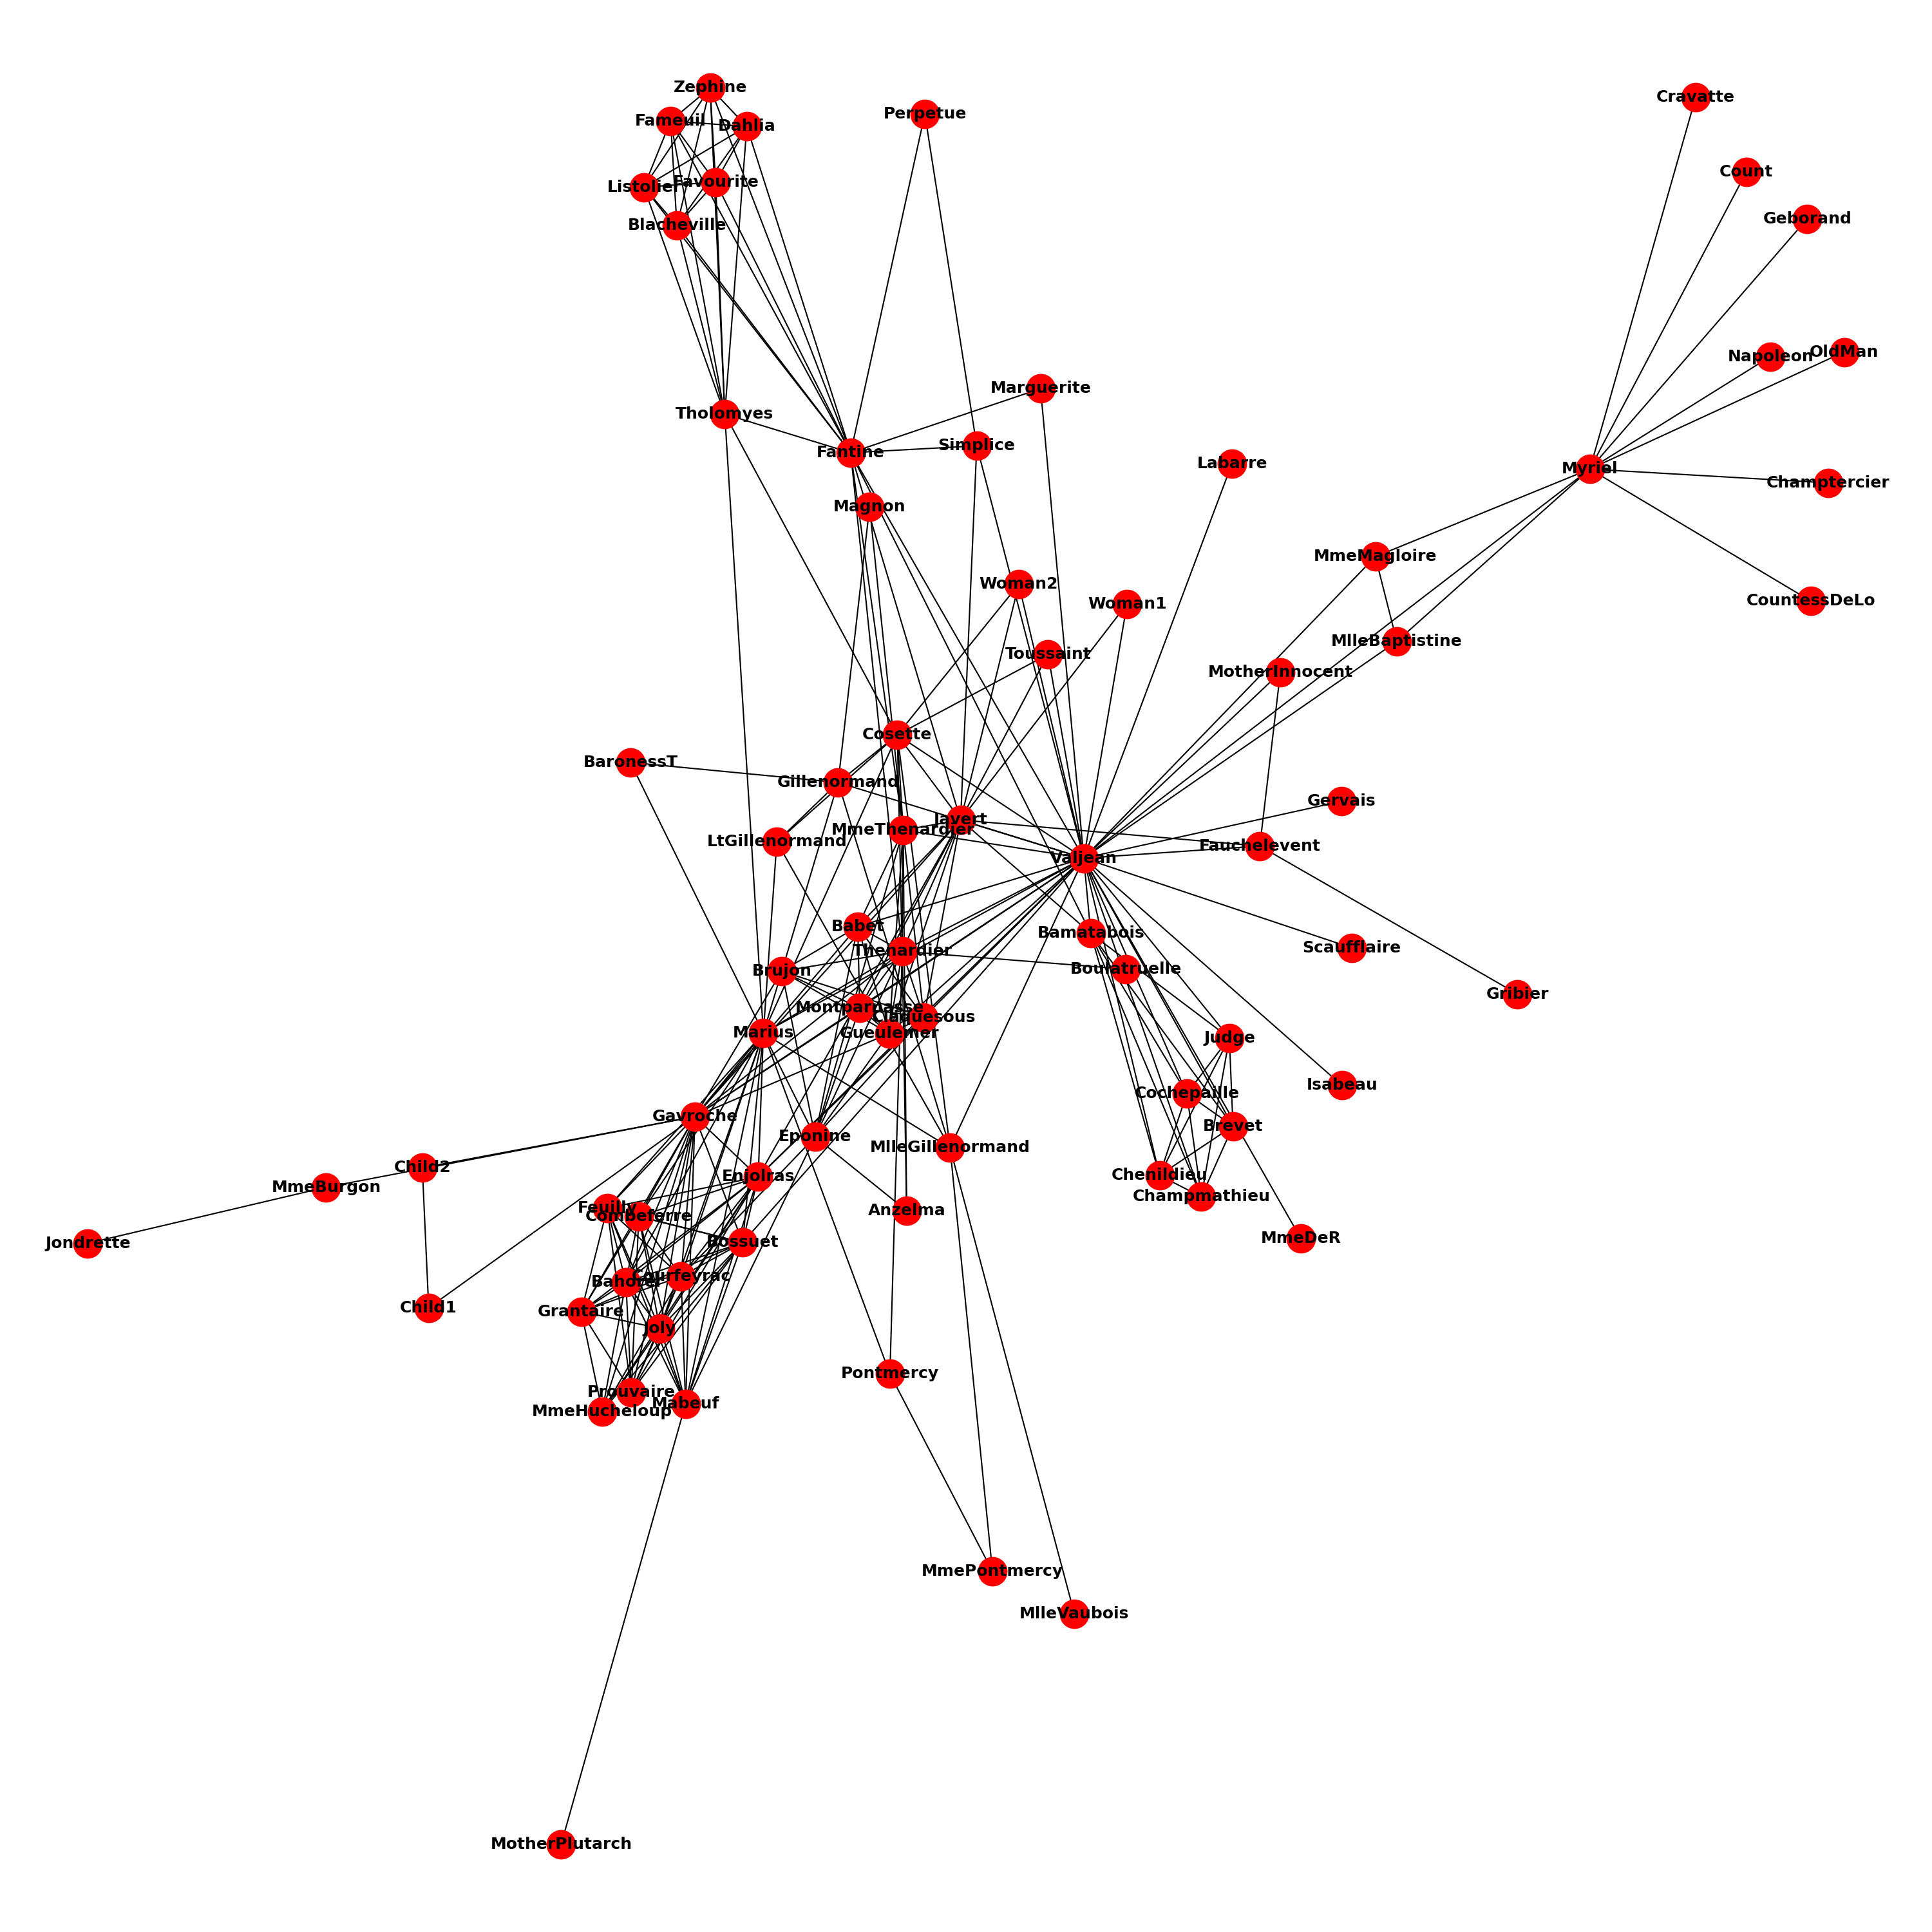 Zephine
Cravatte
Perpetue
Fameuil
Dahlia
Count
Favourite
Listolier
Geborand
Blacheville
OldMan
Napoleon
Marguerite
Tholomyes
Simplice
Fantine
Labarre
Myriel
Champtercier
Magnon
MmeMagloire
Woman2
CountessDeLo
Woman1
MlleBaptistine
Toussaint
MotherInnocent
Cosette
BaronessT
Gillenormand
Gervais
Javert
MmeThenardier
LtGillenormand
Fauchelevent
Valjean
Babet
Bamatabois
Scaufflaire
Thenardier
Boulatruelle
Brujon
Gribier
Montparnasse
Claquesous
Marius
Gueulemer
Judge
Isabeau
Cochepaille
Gavroche
Brevet
Eponine
MlleGillenormand
Child2
Enjolras
Chenildieu
MmeBurgon
Champmathieu
Feuilly
Anzelma
Combeferre
MmeDeR
Jondrette
Bossuet
Courfeyrac
Bahorel
Child1
Grantaire
Joly
Pontmercy
Prouvaire
Mabeuf
MmeHucheloup
MmePontmercy
MlleVaubois
MotherPlutarch